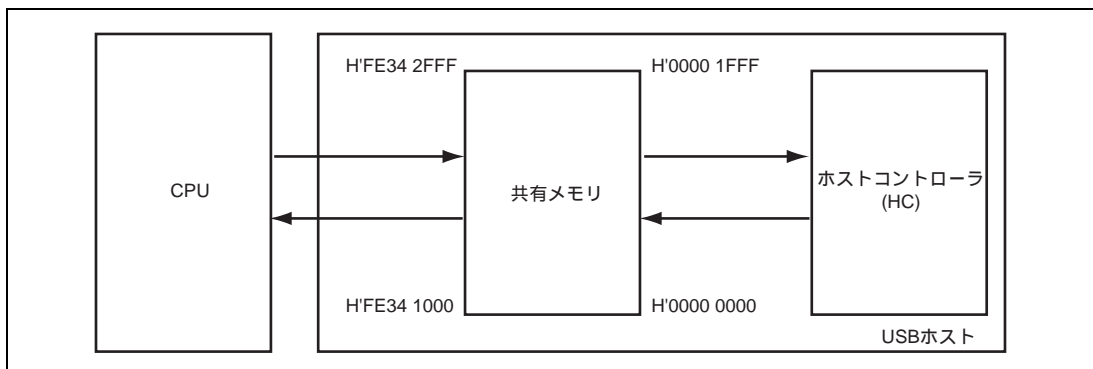 H'FE34 2FFF
H'0000 1FFF
CPU
共有メモリ
ホストコントローラ
(HC)
H'FE34 1000
H'0000 0000
USBホスト